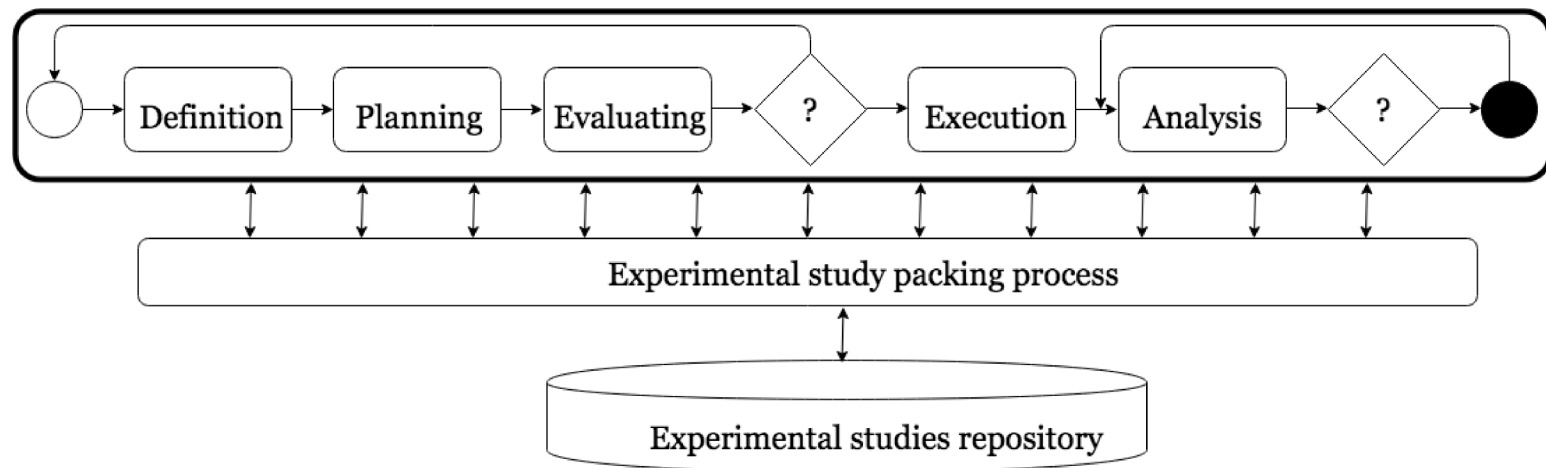 Definition
Planning
Evaluating
?
Execution
Analysis
?
Experimental study packing process
Experimental studies repository